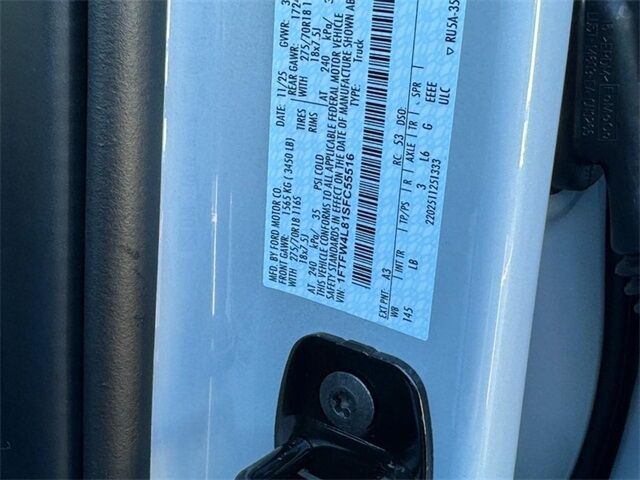 MFD. BY FORD MOTOR CO.
DATE: 11/25 GVWR:
FRONT GAWR: 1565 KG ( 3450 LB)
REAR GAWR:
WITH 275/70R18 116S TIRES
WITH 275/70R18
18x7.5J RIMS
18x7.5J
AT 240 kPa/ 35 PSI COLD
AT 240 kPa/
THIS VEHICLE CONFORMS TO ALL APPLICABLE FEDERAL MOTOR VEHICLE
SAFETY STANDARDS IN EFFECT ON THE DATE OF MANUFACTURE SHOWN
VIN: 1FTFW4L81SFC55516
TYPE: Truck
EXT PNT: A3 RC: 53 DSO:
WB INT TR TP/PS R AXLE TR SPR
145 LB 3 L6 G EEEE
2202511251333 ULC
▽ RU5A-35